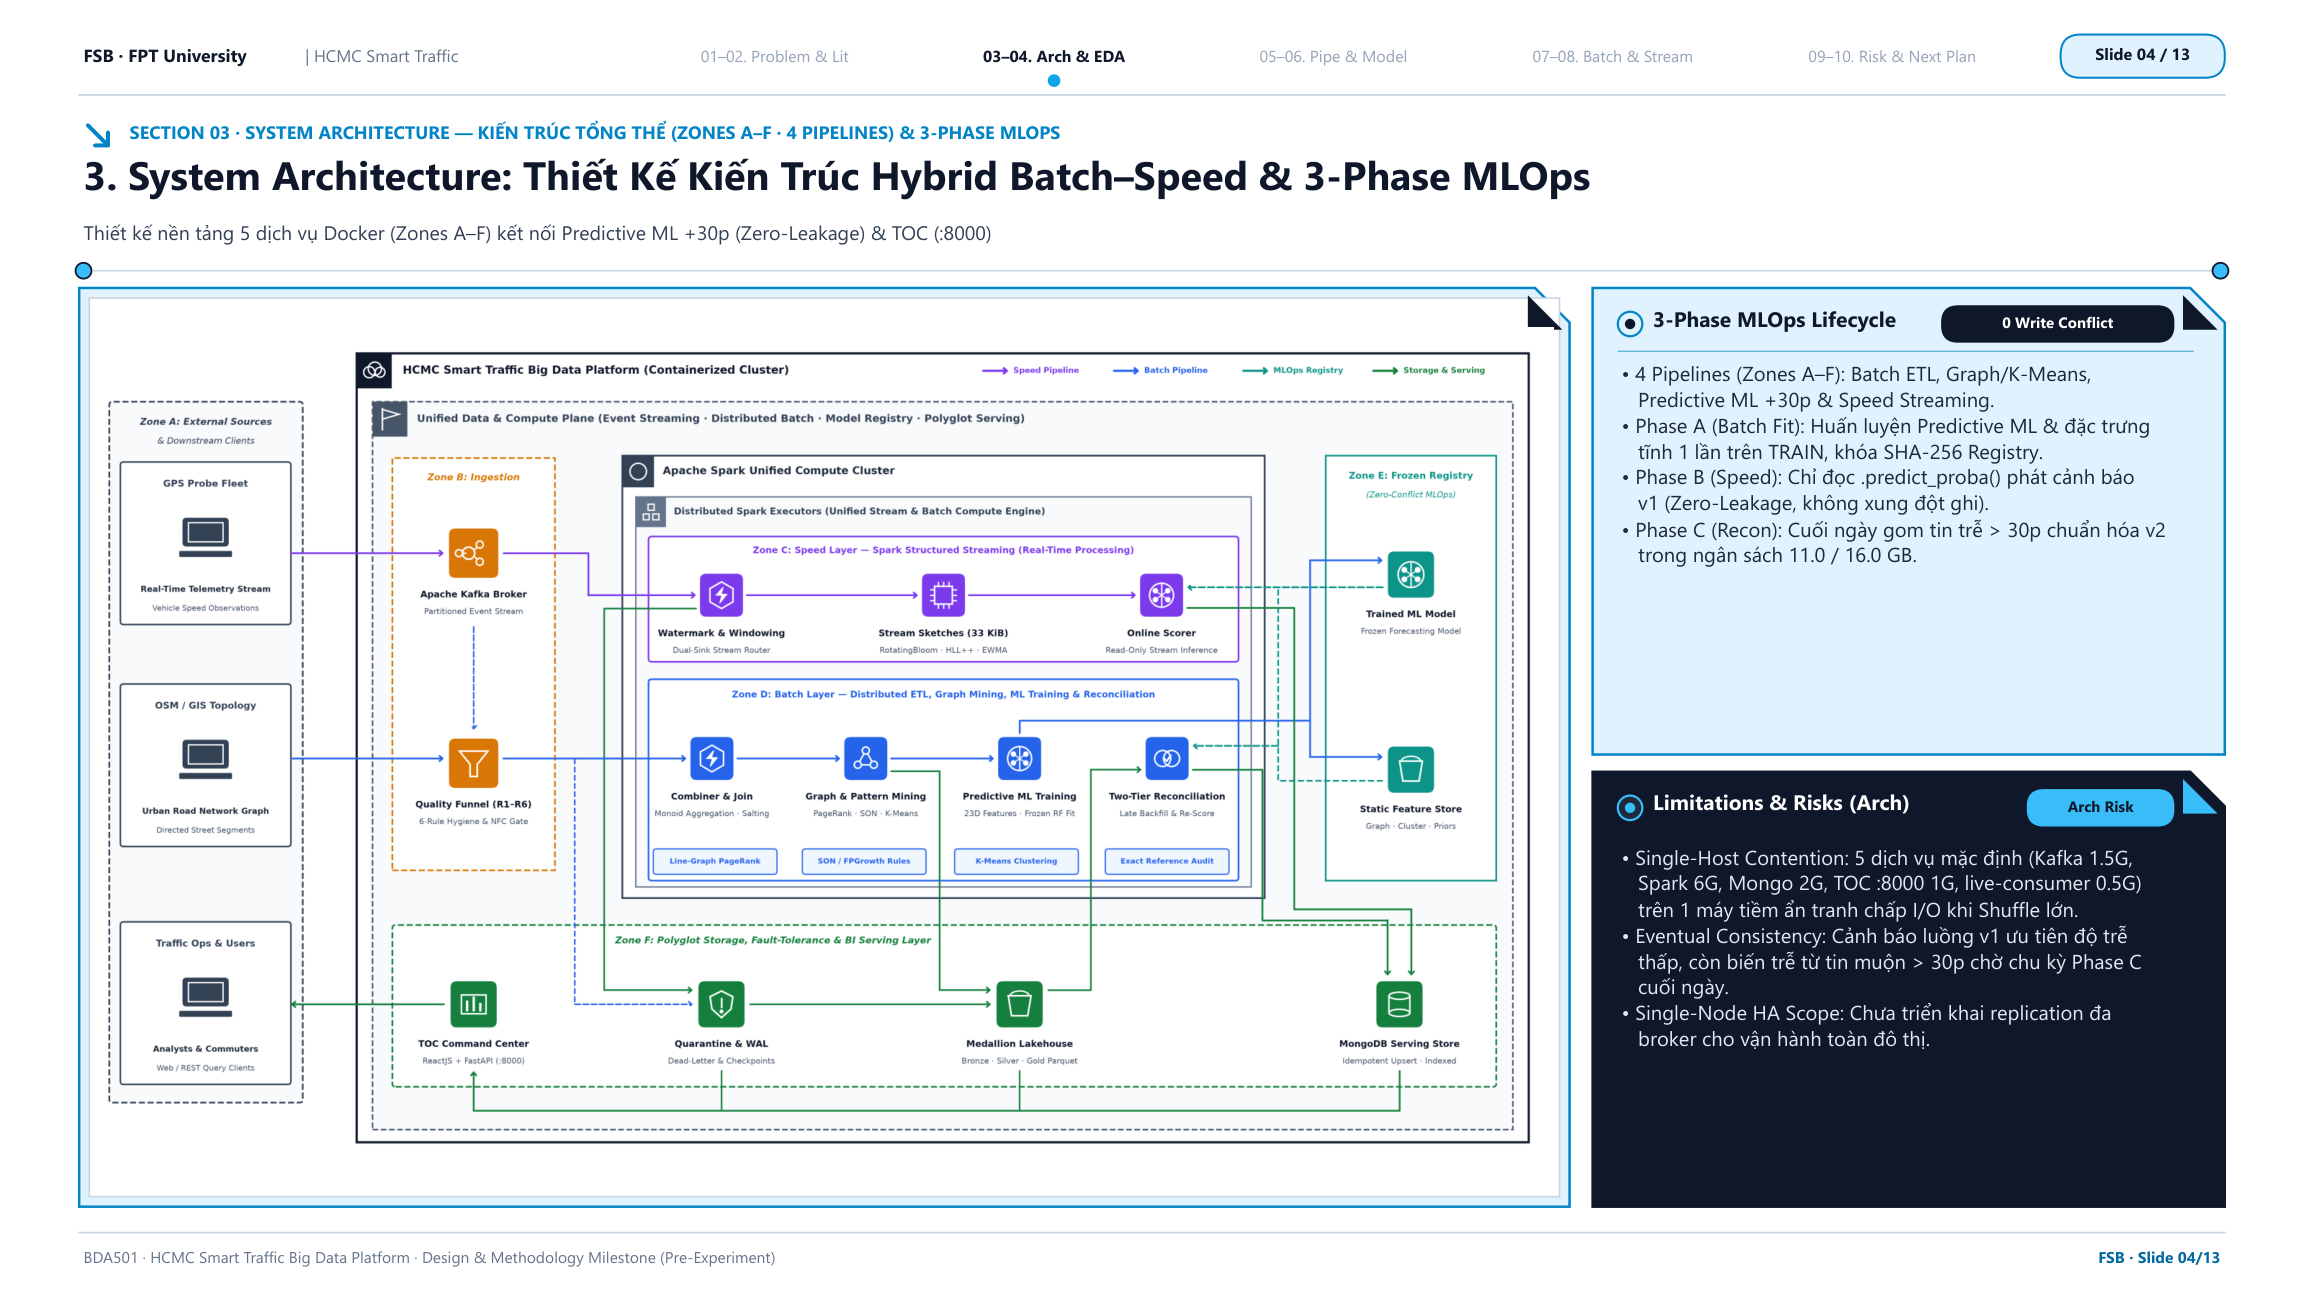 FSB · FPT University | HCMC Smart Traffic
01–02. Problem & Lit
03–04. Arch & EDA
05–06. Pipe & Model
07–08. Batch & Stream
09–10. Risk & Next Plan
Slide 04 / 13
SECTION 03 · SYSTEM ARCHITECTURE — KIẾN TRÚC TỔNG THỂ (ZONES A–F · 4 PIPELINES) & 3-PHASE MLOPS
3. System Architecture: Thiết Kế Kiến Trúc Hybrid Batch–Speed & 3-Phase MLOps
Thiết kế nền tảng 5 dịch vụ Docker (Zones A–F) kết nối Predictive ML +30p (Zero-Leakage) & TOC (:8000)
HCMC Smart Traffic Big Data Platform (Containerized Cluster)
Speed Pipeline
Batch Pipeline
MLOps Registry
Storage & Serving
Unified Data & Compute Plane (Event Streaming · Distributed Batch · Model Registry · Polyglot Serving)
Zone A: External Sources
& Downstream Clients
GPS Probe Fleet
Real-Time Telemetry Stream
Vehicle Speed Observations
OSM / GIS Topology
Urban Road Network Graph
Directed Street Segments
Traffic Ops & Users
Analysts & Commuters
Web / REST Query Clients
Zone B: Ingestion
Apache Kafka Broker
Partitioned Event Stream
Quality Funnel (R1–R6)
6-Rule Hygiene & NFC Gate
Apache Spark Unified Compute Cluster
Distributed Spark Executors (Unified Stream & Batch Compute Engine)
Zone C: Speed Layer — Spark Structured Streaming (Real-Time Processing)
Watermark & Windowing
Dual-Sink Stream Router
Stream Sketches (33 KiB)
RotatingBloom · HLL++ · EWMA
Online Scorer
Read-Only Stream Inference
Zone D: Batch Layer — Distributed ETL, Graph Mining, ML Training & Reconciliation
Combiner & Join
Monoid Aggregation · Salting
Graph & Pattern Mining
PageRank · SON · K-Means
Predictive ML Training
23D Features · Frozen RF Fit
Two-Tier Reconciliation
Late Backfill & Re-Score
Line-Graph PageRank
SON / FPGrowth Rules
K-Means Clustering
Exact Reference Audit
Zone E: Frozen Registry
(Zero-Conflict MLOps)
Trained ML Model
Frozen Forecasting Model
Static Feature Store
Graph · Cluster · Priors
Zone F: Polyglot Storage, Fault-Tolerance & BI Serving Layer
TOC Command Center
ReactJS + FastAPI (:8000)
Quarantine & WAL
Dead-Letter & Checkpoints
Medallion Lakehouse
Bronze · Silver · Gold Parquet
MongoDB Serving Store
Idempotent Upsert · Indexed
3-Phase MLOps Lifecycle
0 Write Conflict
• 4 Pipelines (Zones A–F): Batch ETL, Graph/K-Means,
Predictive ML +30p & Speed Streaming.
• Phase A (Batch Fit): Huấn luyện Predictive ML & đặc trưng
tĩnh 1 lần trên TRAIN, khóa SHA-256 Registry.
• Phase B (Speed): Chỉ đọc .predict_proba() phát cảnh báo
v1 (Zero-Leakage, không xung đột ghi).
• Phase C (Recon): Cuối ngày gom tin trễ > 30p chuẩn hóa v2
trong ngân sách 11.0 / 16.0 GB.
Limitations & Risks (Arch)
Arch Risk
• Single-Host Contention: 5 dịch vụ mặc định (Kafka 1.5G,
Spark 6G, Mongo 2G, TOC :8000 1G, live-consumer 0.5G)
trên 1 máy tiềm ẩn tranh chấp I/O khi Shuffle lớn.
• Eventual Consistency: Cảnh báo luồng v1 ưu tiên độ trễ
thấp, còn biến trễ từ tin muộn > 30p chờ chu kỳ Phase C
cuối ngày.
• Single-Node HA Scope: Chưa triển khai replication đa
broker cho vận hành toàn đô thị.
BDA501 · HCMC Smart Traffic Big Data Platform · Design & Methodology Milestone (Pre-Experiment)
FSB · Slide 04/13